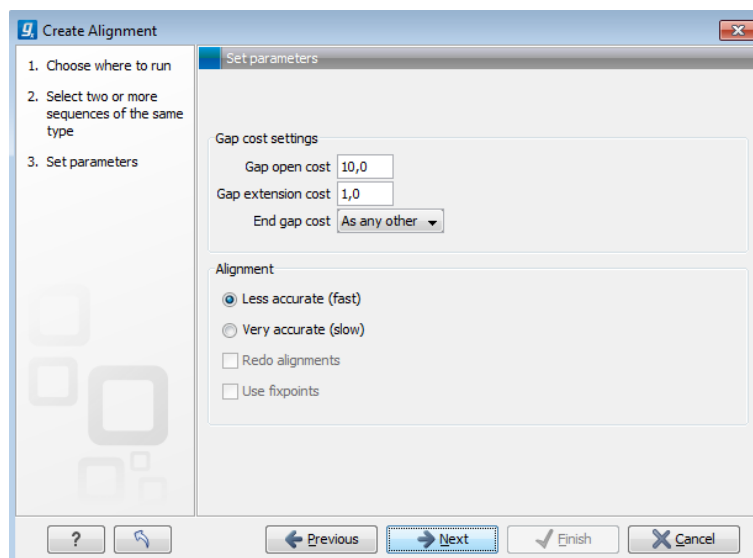 Create Alignment
1. Choose where to run
2. Select two or more
sequences of the same
type
3. Set parameters
Set parameters
Gap cost settings
Gap open cost 10,0
Gap extension cost 1,0
End gap cost As any other
Alignment
Less accurate (fast)
Very accurate (slow)
Redo alignments
Use fixpoints
? Previous Next Finish Cancel